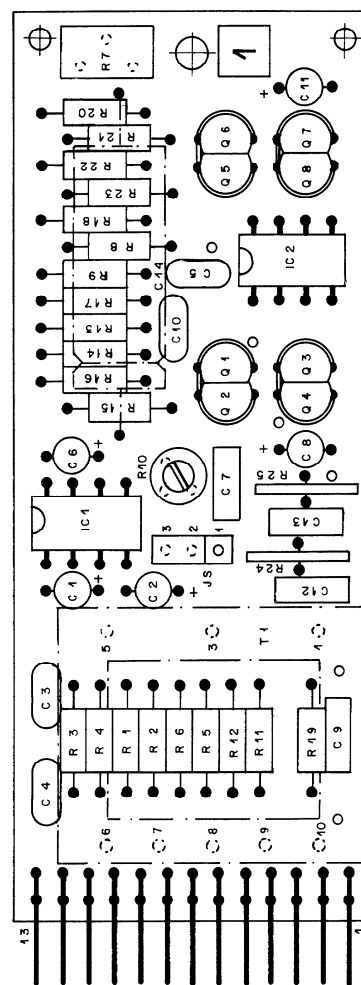 R7
1
C11
+
R20
R21
R22
R23
R18
R8
R9
R17
R13
R14
R16
R15
C14
C5
C10
Q6
Q5
Q7
Q8
IC2
Q1
Q2
Q3
Q4
C6
+
R10
C7
C8
+
R25
C13
R24
C12
IC1
3
2
1
JS
C1
+
C2
+
5
3
T1
1
C3
C4
R3
R4
R1
R2
R6
R5
R12
R11
R19
C9
6
7
8
9
10
13
1